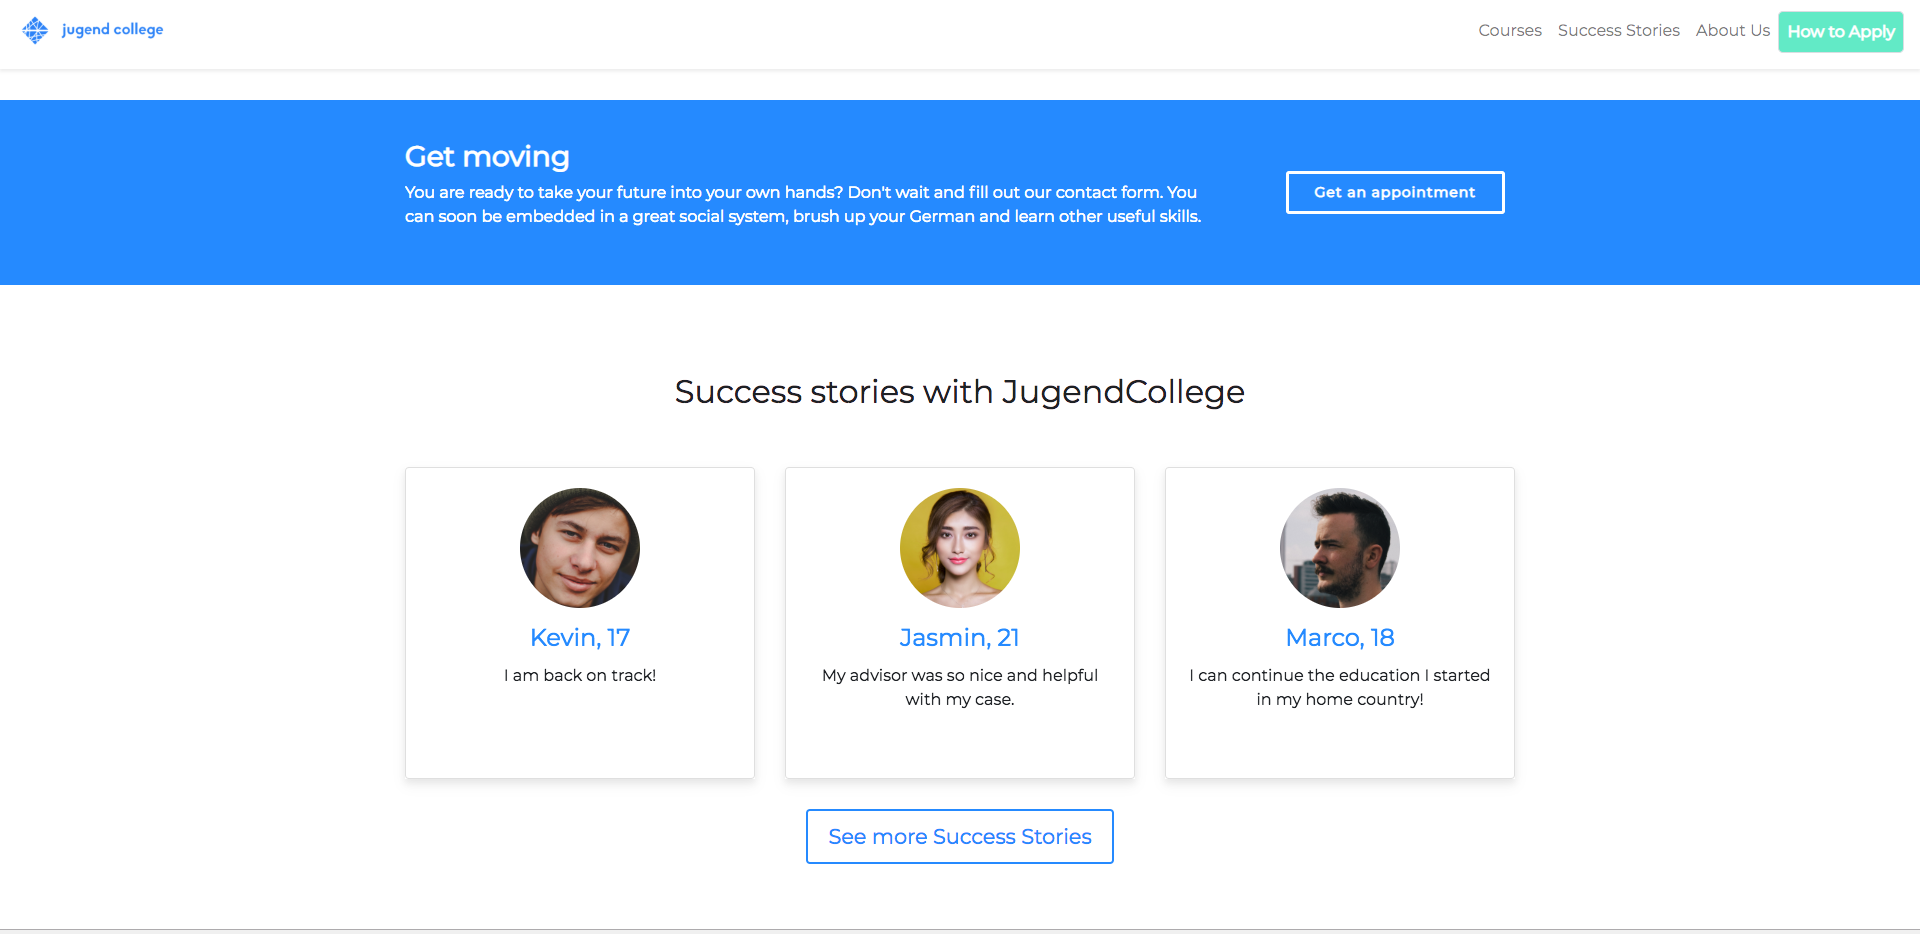 jugend college
Courses
Success Stories
About Us
How to Apply
Get moving
You are ready to take your future into your own hands? Don't wait and fill out our contact form. You
can soon be embedded in a great social system, brush up your German and learn other useful skills.
Get an appointment
Success stories with JugendCollege
Kevin, 17
I am back on track!
Jasmin, 21
My advisor was so nice and helpful
with my case.
Marco, 18
I can continue the education I started
in my home country!
See more Success Stories